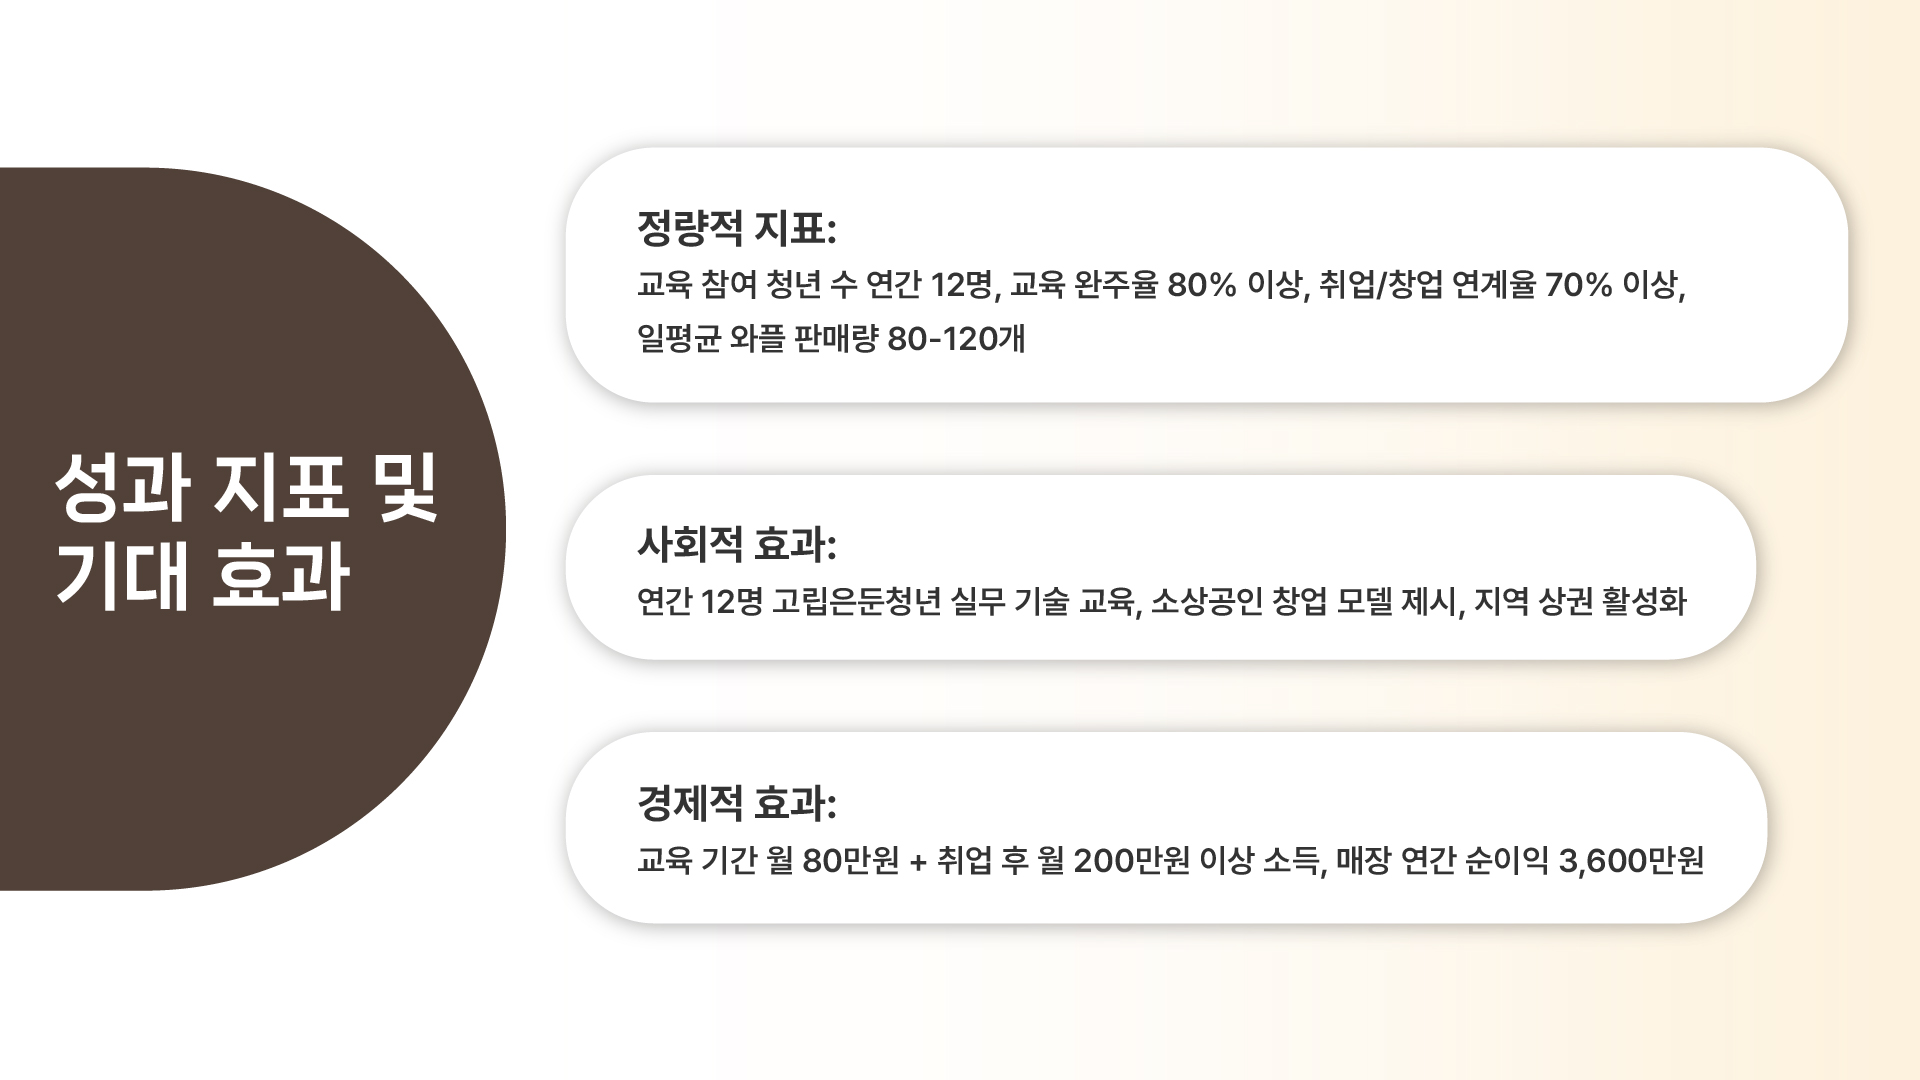 성과 지표 및
기대 효과
정량적 지표:
교육 참여 청년 수 연간 12명, 교육 완주율 80% 이상, 취업/창업 연계율 70% 이상,
일평균 와플 판매량 80-120개
사회적 효과:
연간 12명 고립은둔청년 실무 기술 교육, 소상공인 창업 모델 제시, 지역 상권 활성화
경제적 효과:
교육 기간 월 80만원 + 취업 후 월 200만원 이상 소득, 매장 연간 순이익 3,600만원